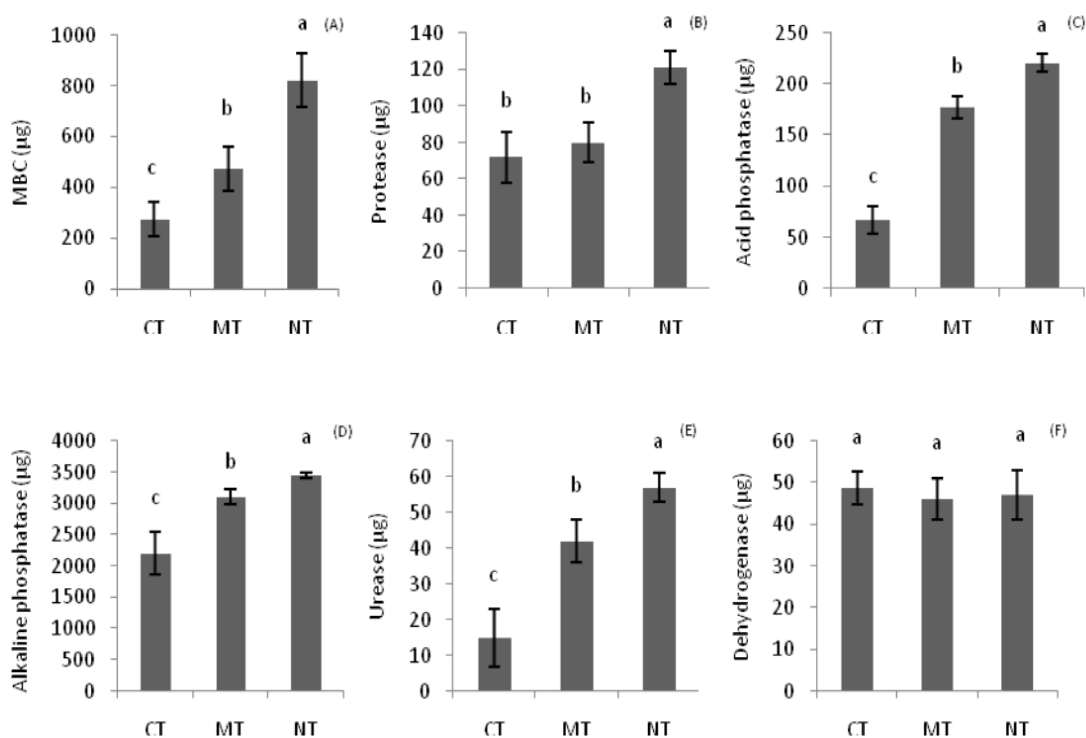 (A)
MBC (µg)
1000
800
600
400
200
0
c
b
a
CT MT NT
(B)
Protease (µg)
140
120
100
80
60
40
20
0
b
b
a
CT MT NT
(C)
Acid phosphatase (µg)
250
200
150
100
50
0
c
b
a
CT MT NT
(D)
Alkaline phosphatase (µg)
4000
3500
3000
2500
2000
1500
1000
500
0
c
b
a
CT MT NT
(E)
Urease (µg)
70
60
50
40
30
20
10
0
c
b
a
CT MT NT
(F)
Dehydrogenase (µg)
60
50
40
30
20
10
0
a
a
a
CT MT NT